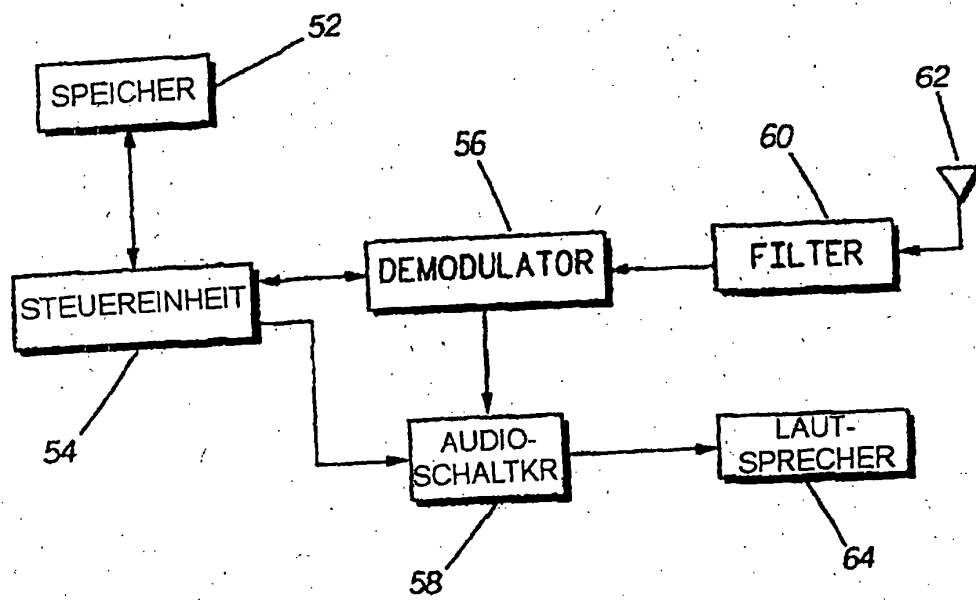 52
SPEICHER
62
56
60
DEMODULATOR
FILTER
STEUEREINHEIT
54
AUDIO-
SCHALTKR
LAUT-
SPRECHER
58
64